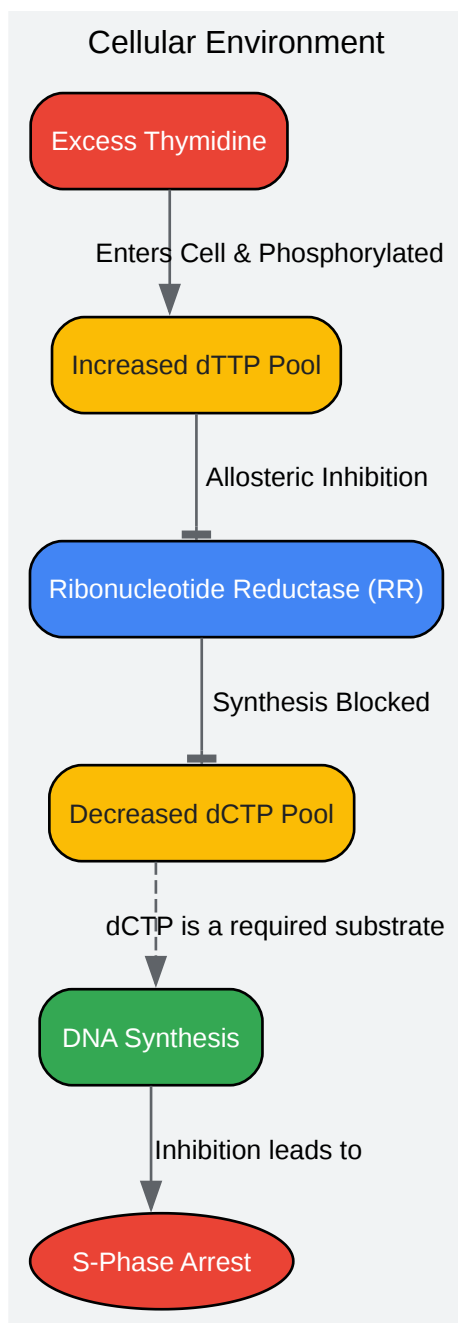 Cellular Environment
Excess Thymidine
Enters Cell & Phosphorylated
Increased dTTP Pool
Allosteric Inhibition
Ribonucleotide Reductase (RR)
Synthesis Blocked
Decreased dCTP Pool
dCTP is a required substrate
DNA Synthesis
Inhibition leads to
S-Phase Arrest